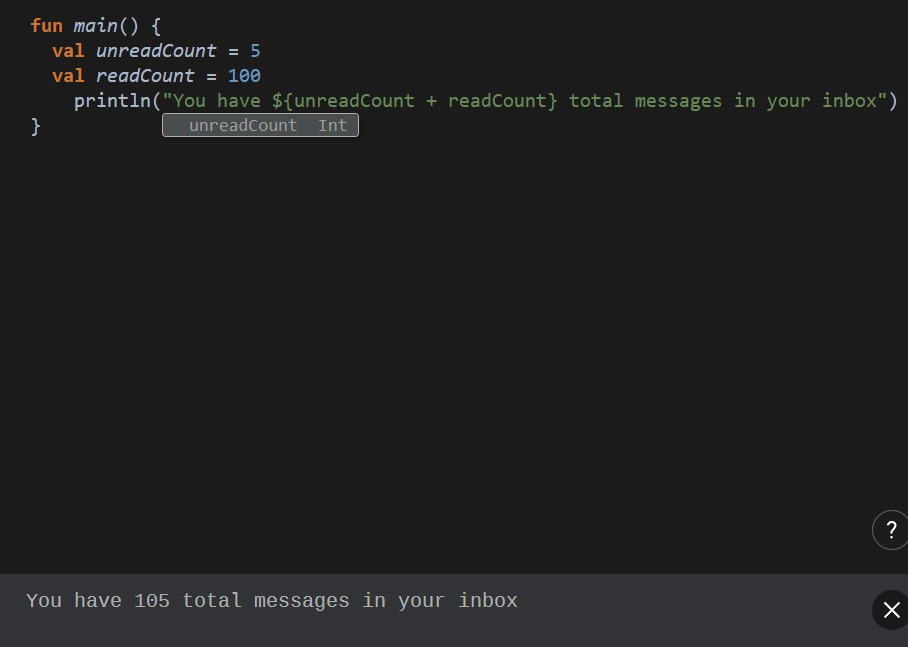 fun main() {
val unreadCount = 5
val readCount = 100
println("You have ${unreadCount + readCount} total messages in your inbox")
}
unreadCount Int
?
You have 105 total messages in your inbox